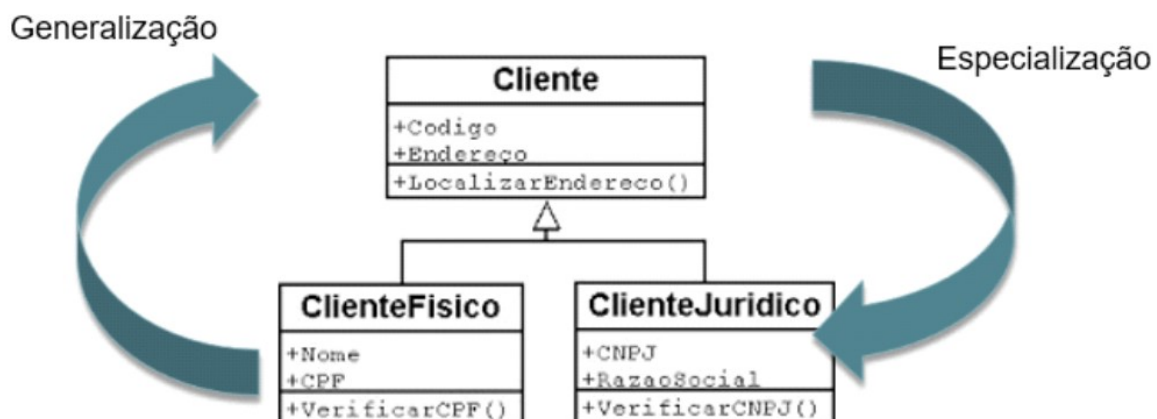 Generalização
Especialização
Cliente
+Codigo
+Endereço
+LocalizarEndereco()
ClienteFisico
+Nome
+CPF
+VerificarCPF()
ClienteJuridico
+CNPJ
+RazaoSocial
+VerificarCNPJ()